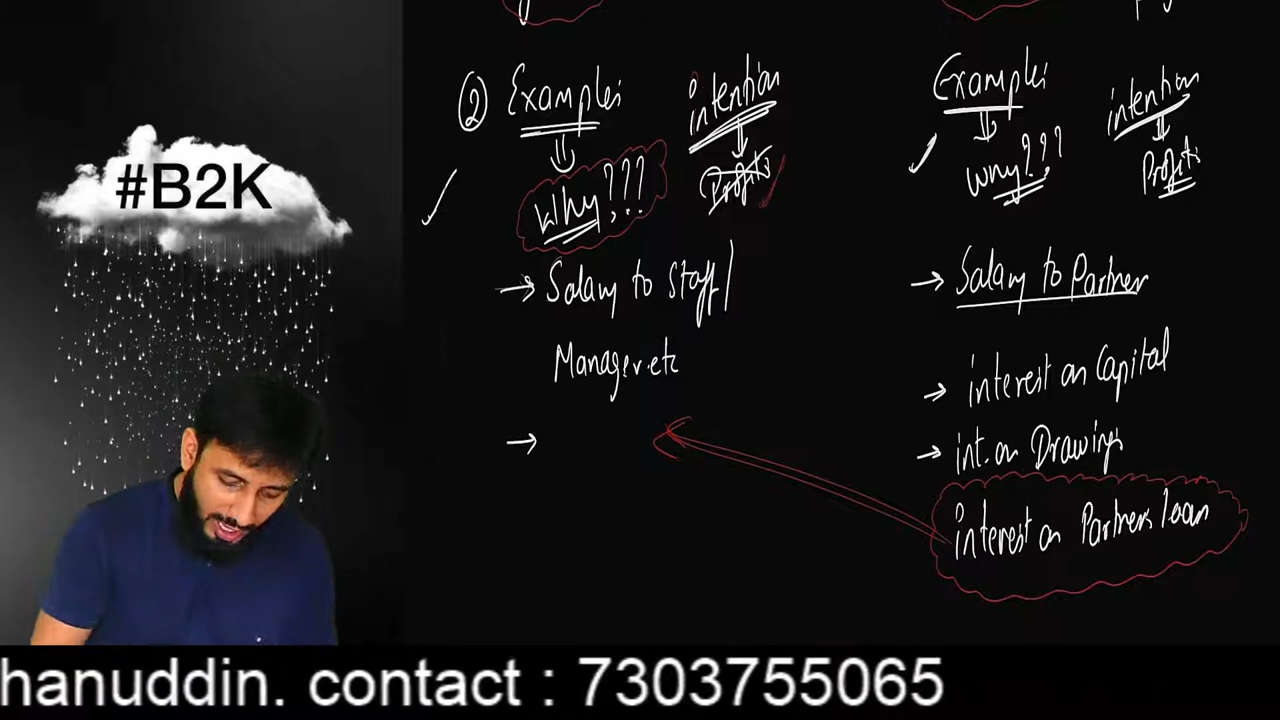 #B2K
② Examples
intention
Why???
Profits
→ Salary to Staff/
Manager.etc
→
Examples
intention
why???
Profits
→ Salary to Partner
→ interest on Capital
→ int. on Drawings
interest on Partners loan
hanuddin. contact : 7303755065